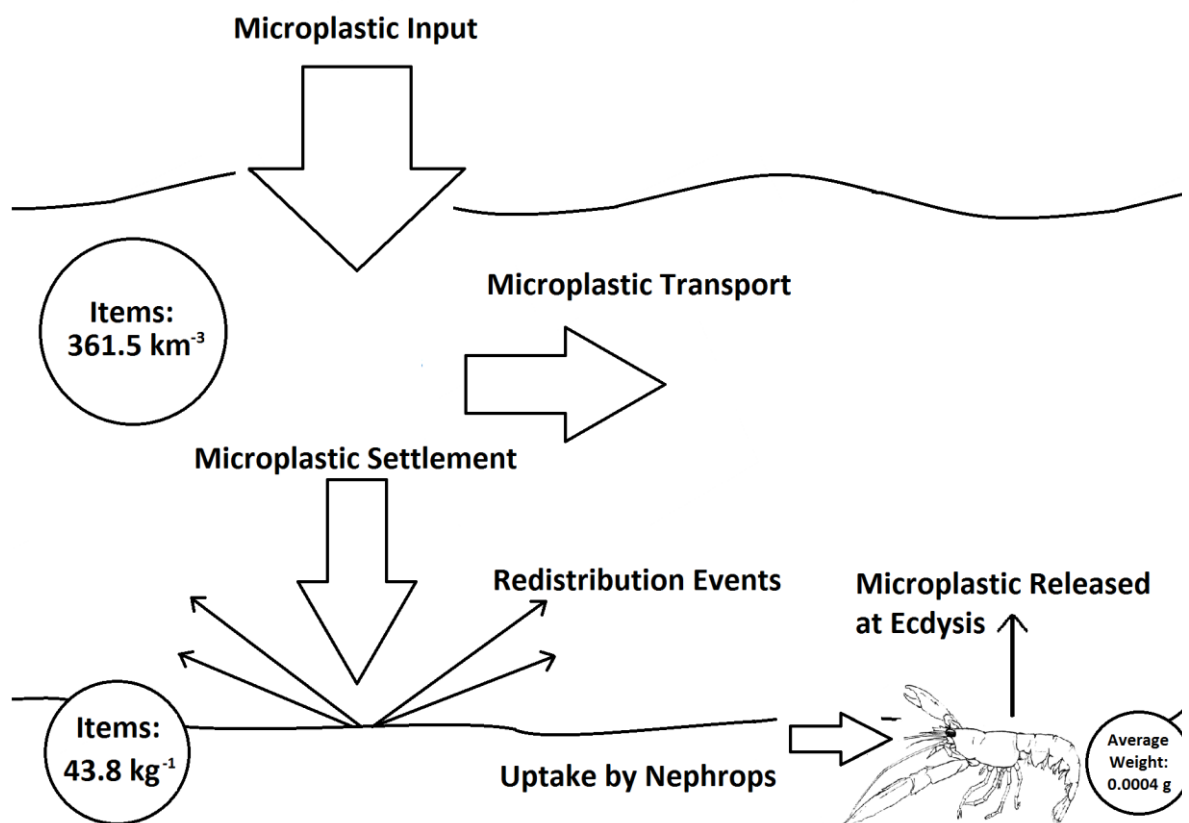 Microplastic Input
Items:
361.5 km⁻³
Microplastic Transport
Microplastic Settlement
Redistribution Events
Microplastic Released
at Ecdysis
Items:
43.8 kg⁻¹
Uptake by Nephrops
Average
Weight:
0.0004 g